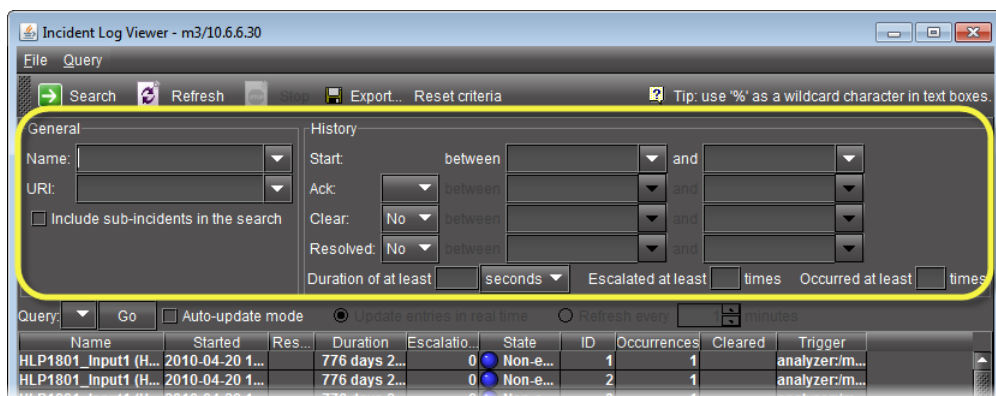 Incident Log Viewer - m3/10.6.6.30
File Query
Search Refresh Stop Export... Reset criteria Tip: use '%' as a wildcard character in text boxes.
General History
Name: Start: between and
URI: Ack: between and
Include sub-incidents in the search Clear: No between and
Resolved: No between and
Duration of at least seconds Escalated at least times Occurred at least times
Query: Go Auto-update mode Update entries in real time Refresh every 1 minutes
Name Started Res... Duration Escalatio... State ID Occurrences Cleared Trigger
HLP1801_Input1 (H... 2010-04-20 1... 776 days 2... 0 Non-e... 1 1 analyzer:/m...
HLP1801_Input1 (H... 2010-04-20 1... 776 days 2... 0 Non-e... 2 1 analyzer:/m...